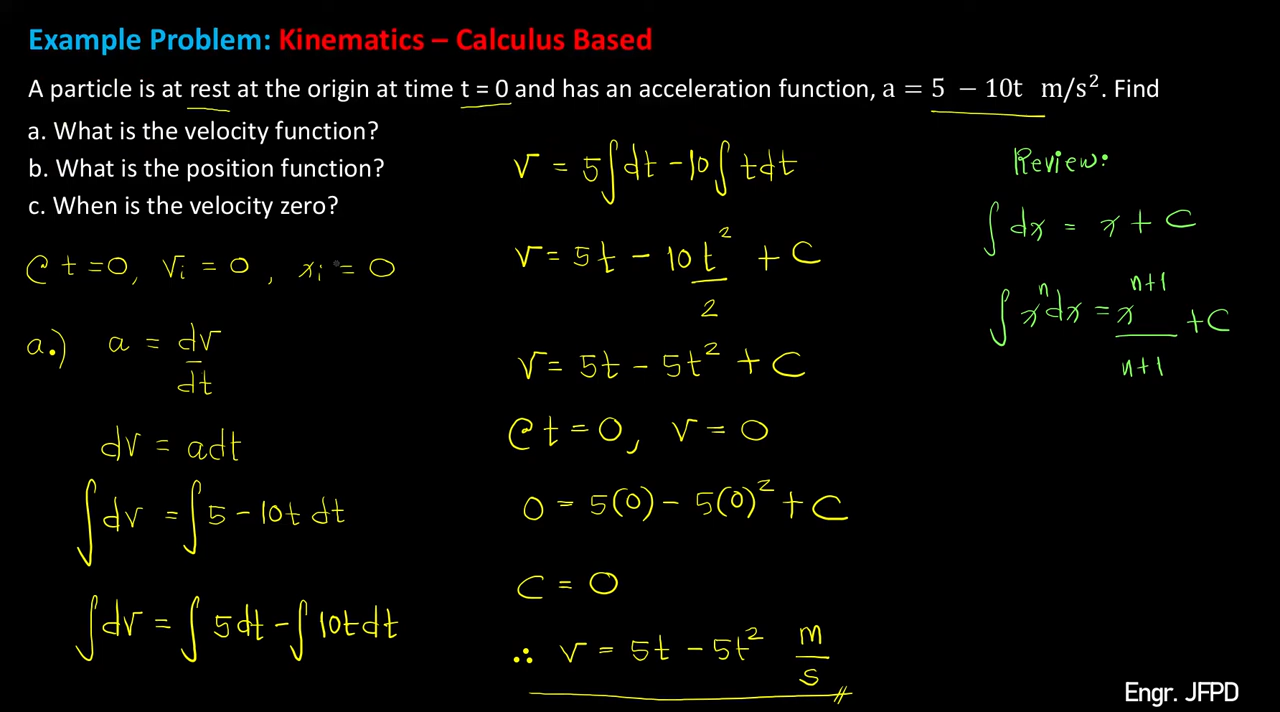 Example Problem: Kinematics – Calculus Based
A particle is at rest at the origin at time t = 0 and has an acceleration function, a = 5 − 10t m/s². Find
a. What is the velocity function?
b. What is the position function?
c. When is the velocity zero?
@ t = 0, vᵢ = 0, xᵢ = 0
a.) a = dv/dt
dv = adt
∫dv = ∫5 − 10t dt
∫dv = ∫5dt − ∫10tdt
v = 5∫dt − 10∫tdt
v = 5t − 10t²/2 + C
v = 5t − 5t² + C
@ t = 0, v = 0
0 = 5(0) − 5(0)² + C
C = 0
∴ v = 5t − 5t² m/s
Review:
∫dx = x + C
∫xⁿdx = xⁿ⁺¹/n+1 + C
Engr. JFPD